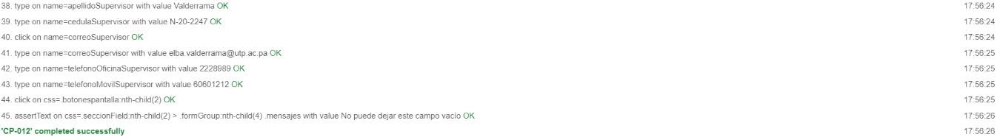 38. type on name=apellidoSupervisor with value Valderrama OK 17:56:24
39. type on name=cedulaSupervisor with value N-20-2247 OK 17:56:24
40. click on name=correoSupervisor OK 17:56:24
41. type on name=correoSupervisor with value elba.valderrama@utp.ac.pa OK 17:56:25
42. type on name=telefonoOficinaSupervisor with value 2228989 OK 17:56:25
43. type on name=telefonoMovilSupervisor with value 60601212 OK 17:56:25
44. click on css=.botonespantalla:nth-child(2) OK 17:56:25
45. assertText on css=.seccionField:nth-child(2) > .formGroup:nth-child(4) .mensajes with value No puede dejar este campo vacío OK 17:56:26
'CP-012' completed successfully 17:56:26